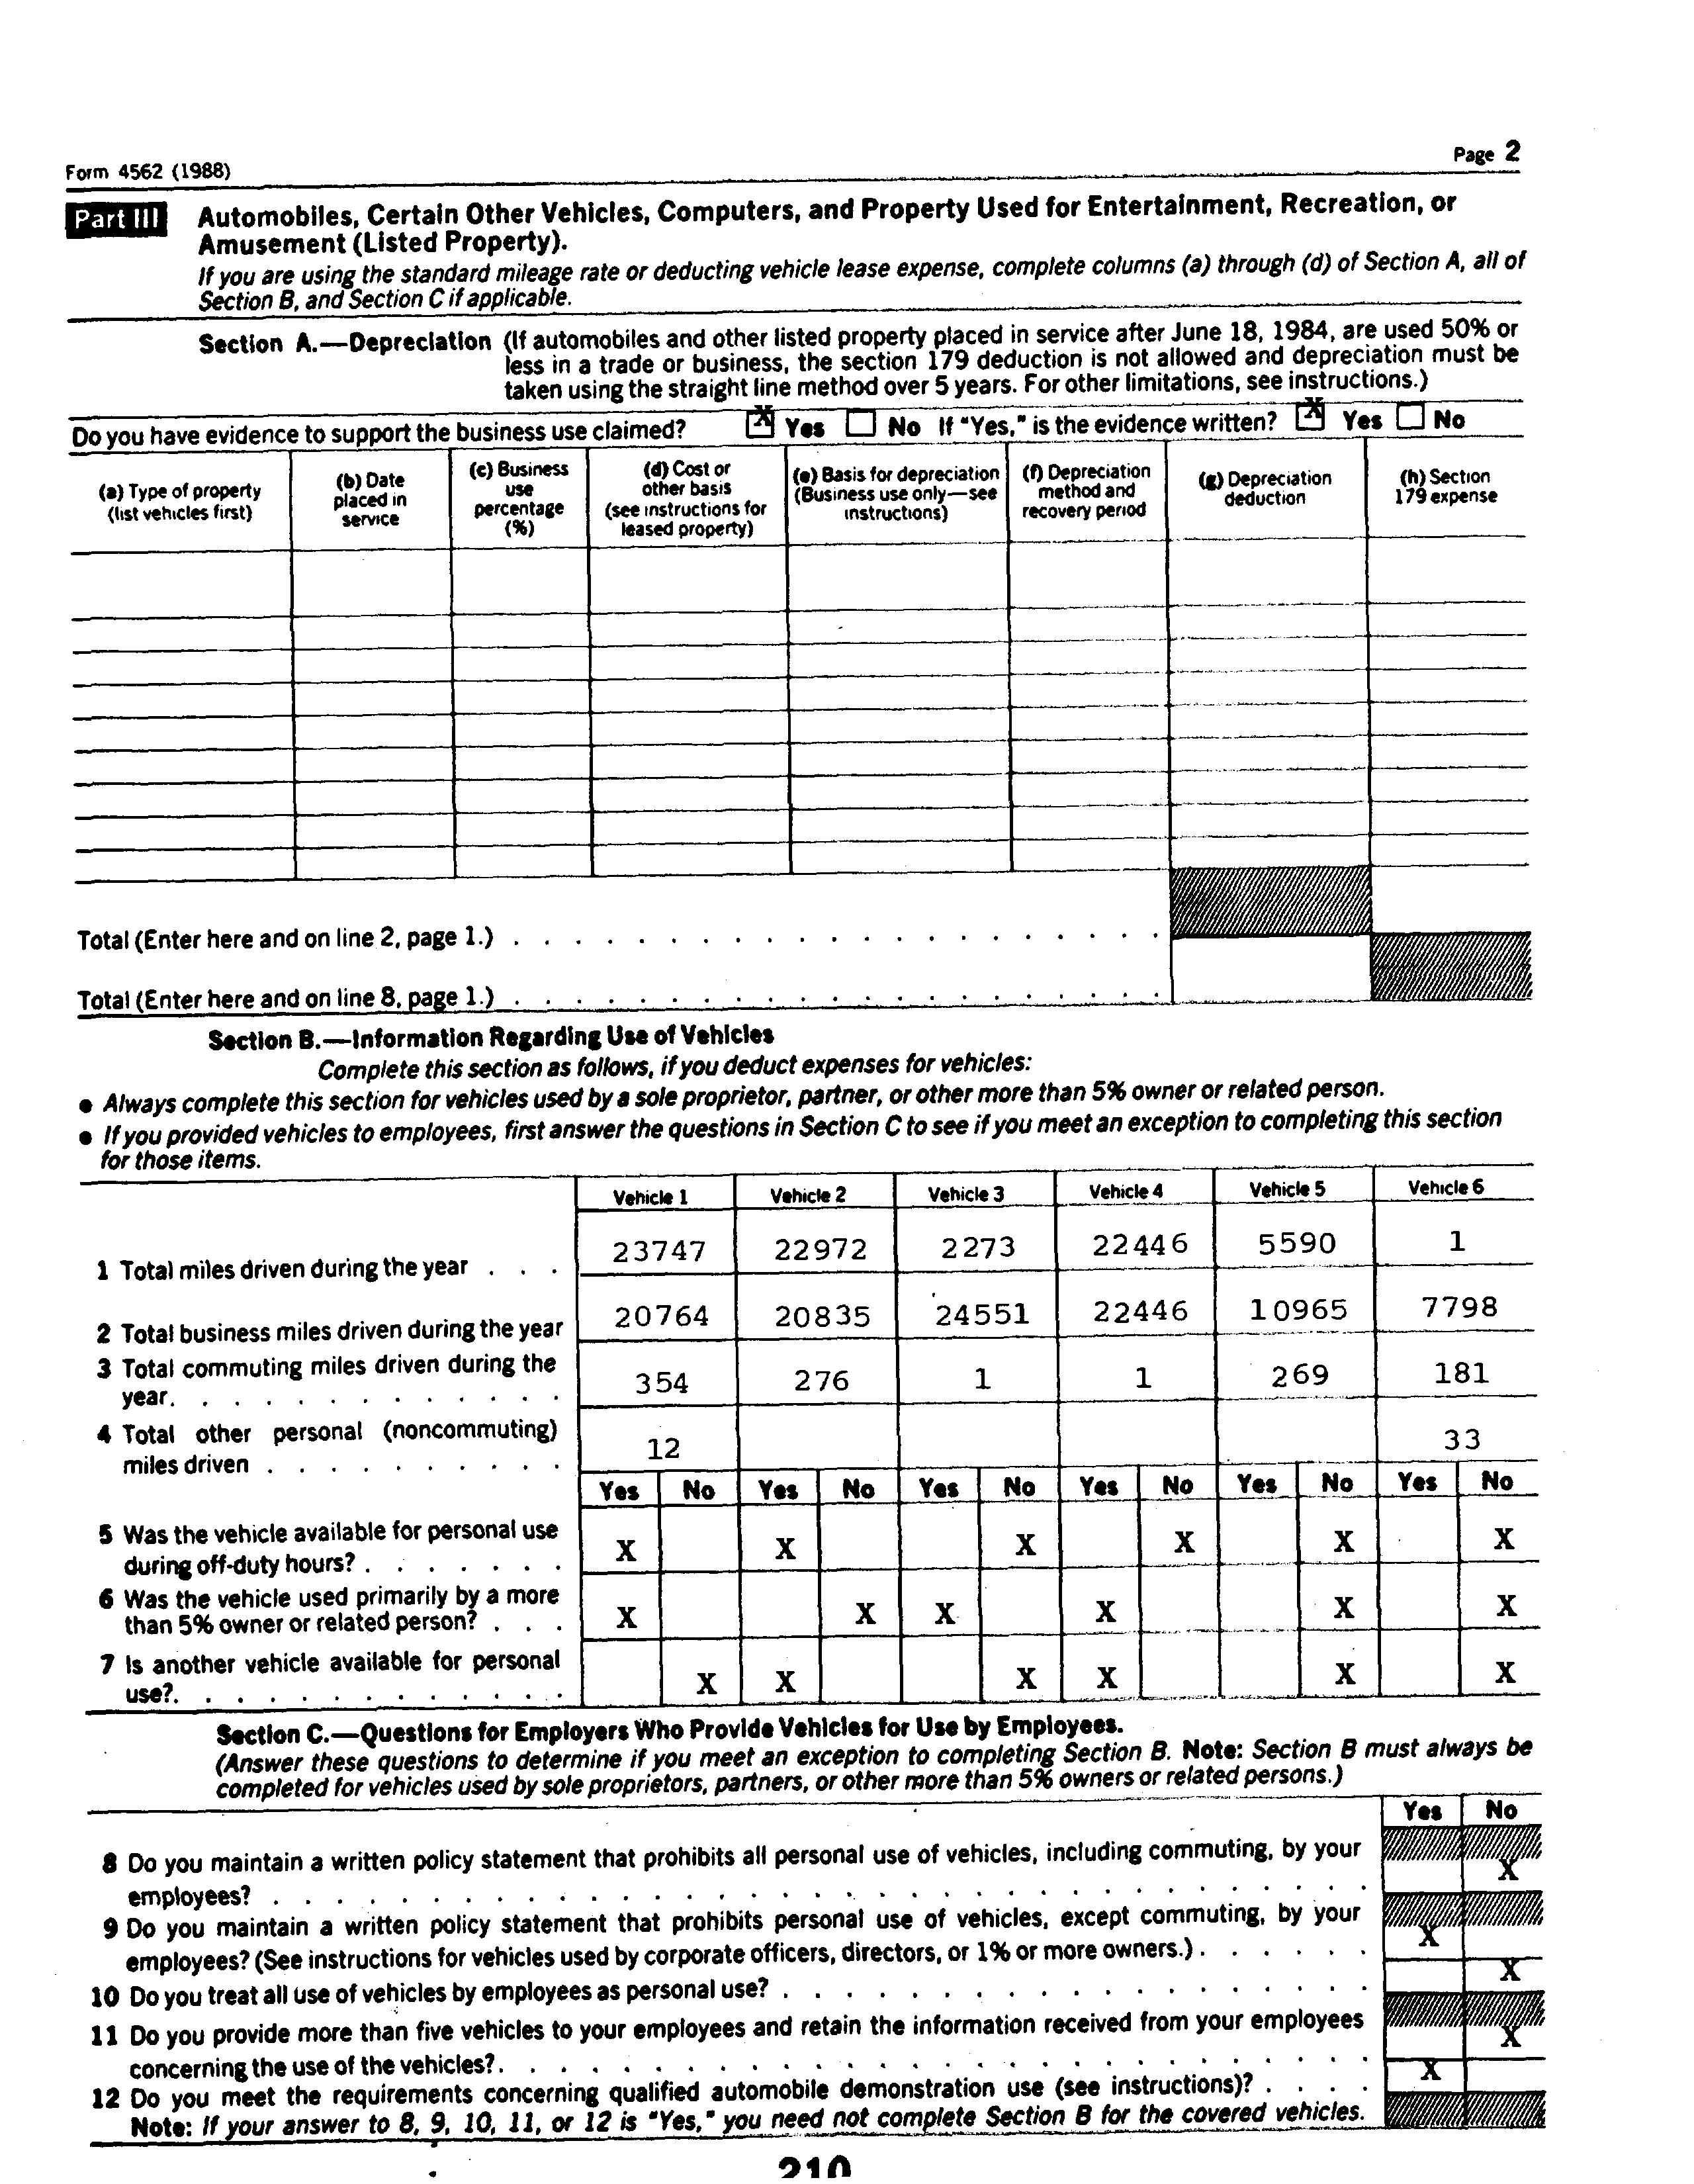 Form 4562 (1988)
Page 2
Part III
Automobiles, Certain Other Vehicles, Computers, and Property Used for Entertainment, Recreation, or
Amusement (Listed Property).
If you are using the standard mileage rate or deducting vehicle lease expense, complete columns (a) through (d) of Section A, all of
Section B, and Section C if applicable.
Section A.—Depreciation (If automobiles and other listed property placed in service after June 18, 1984, are used 50% or
less in a trade or business, the section 179 deduction is not allowed and depreciation must be
taken using the straight line method over 5 years. For other limitations, see instructions.)
Do you have evidence to support the business use claimed? X Yes No If "Yes," is the evidence written? X Yes No
(a) Type of property
(list vehicles first)
(b) Date
placed in
service
(c) Business
use
percentage
(%)
(d) Cost or
other basis
(see instructions for
leased property)
(e) Basis for depreciation
(Business use only—see
instructions)
(f) Depreciation
method and
recovery period
(g) Depreciation
deduction
(h) Section
179 expense
Total (Enter here and on line 2, page 1.) . . . . . . . . . . . . . . . . . . . . .
Total (Enter here and on line 8, page 1.) . . . . . . . . . . . . . . . . . . . . .
Section B.—Information Regarding Use of Vehicles
Complete this section as follows, if you deduct expenses for vehicles:
● Always complete this section for vehicles used by a sole proprietor, partner, or other more than 5% owner or related person.
● If you provided vehicles to employees, first answer the questions in Section C to see if you meet an exception to completing this section
for those items.
Vehicle 1 Vehicle 2 Vehicle 3 Vehicle 4 Vehicle 5 Vehicle 6
1 Total miles driven during the year . . . 23747 22972 2273 22446 5590 1
2 Total business miles driven during the year 20764 20835 24551 22446 10965 7798
3 Total commuting miles driven during the
year. . . . . . . . . . . . . 354 276 1 1 269 181
4 Total other personal (noncommuting)
miles driven . . . . . . . . . . 12 33
Yes No Yes No Yes No Yes No Yes No Yes No
5 Was the vehicle available for personal use
during off-duty hours? . . . . . . . X X X X X X
6 Was the vehicle used primarily by a more
than 5% owner or related person? . . . X X X X X X
7 Is another vehicle available for personal
use?. . . . . . . . . . . . . X X X X X X
Section C.—Questions for Employers Who Provide Vehicles for Use by Employees.
(Answer these questions to determine if you meet an exception to completing Section B. Note: Section B must always be
completed for vehicles used by sole proprietors, partners, or other more than 5% owners or related persons.)
Yes No
8 Do you maintain a written policy statement that prohibits all personal use of vehicles, including commuting, by your
employees? . . . . . . . . . . . . . . . . . . . . . . . . . . . . . . . . . . . X
9 Do you maintain a written policy statement that prohibits personal use of vehicles, except commuting, by your
employees? (See instructions for vehicles used by corporate officers, directors, or 1% or more owners.) . . . . . . X
10 Do you treat all use of vehicles by employees as personal use? . . . . . . . . . . . . . . . . . . . X
11 Do you provide more than five vehicles to your employees and retain the information received from your employees
concerning the use of the vehicles?. . . . . . . . . . . . . . . . . . . . . . . . . . . . X
12 Do you meet the requirements concerning qualified automobile demonstration use (see instructions)? . . . . X
Note: If your answer to 8, 9, 10, 11, or 12 is "Yes," you need not complete Section B for the covered vehicles.
210